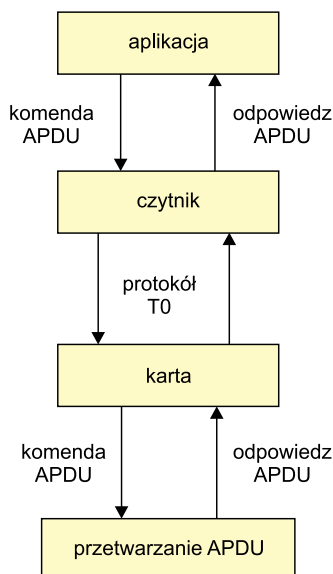 aplikacja
komenda
APDU
odpowiedz
APDU
czytnik
protokół
T0
karta
komenda
APDU
odpowiedz
APDU
przetwarzanie APDU